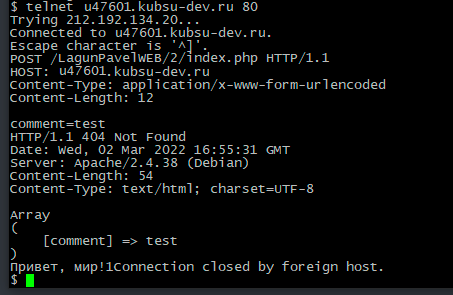 $ telnet u47601.kubsu-dev.ru 80
Trying 212.192.134.20...
Connected to u47601.kubsu-dev.ru.
Escape character is '^]'.
POST /LagunPavelWEB/2/index.php HTTP/1.1
HOST: u47601.kubsu-dev.ru
Content-Type: application/x-www-form-urlencoded
Content-Length: 12

comment=test
HTTP/1.1 404 Not Found
Date: Wed, 02 Mar 2022 16:55:31 GMT
Server: Apache/2.4.38 (Debian)
Content-Length: 54
Content-Type: text/html; charset=UTF-8

Array
(
    [comment] => test
)
Привет, мир!1Connection closed by foreign host.
$